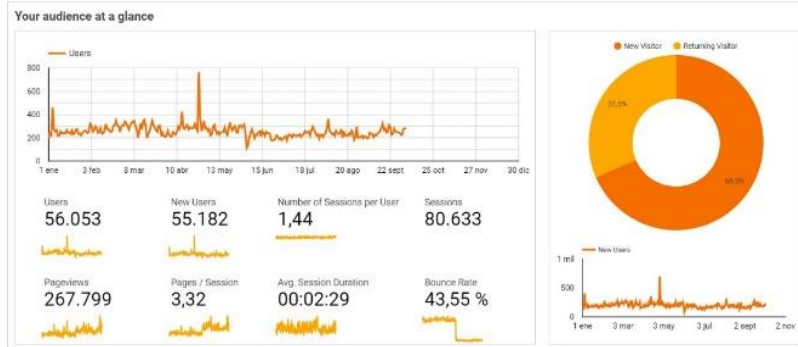 Your audience at a glance
Users
800
600
400
200
0
1 ene 3 feb 8 mar 10 abr 13 may 15 jun 18 jul 20 ago 22 sept 25 oct 27 nov 30 dic
Users New Users Number of Sessions per User Sessions
56.053 55.182 1,44 80.633
Pageviews Pages / Session Avg. Session Duration Bounce Rate
267.799 3,32 00:02:29 43,55 %
New Visitor Returning Visitor
31,5%
68,5%
New Users
1 mil
500
0
1 ene 3 mar 3 may 3 jul 2 sept 2 nov